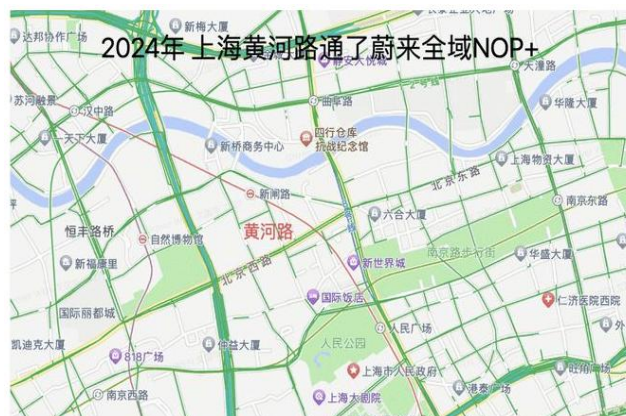 新梅大厦
达邦协作广场
2024年 上海黄河路通了蔚来全域NOP+
静安大悦城
天潼路
苏河融景
汉中路
曲阜路
华隆大厦
一天下大厦
新桥商务中心
四行仓库
抗战纪念馆
上海物资大厦
北京东路
新闸路
南京东路
恒丰路桥
自然博物馆
黄河路
六合大厦
南京路步行街
新福康里
北京西路
新世界城
华盛大厦
国际丽都城
国际饭店
仁济医院西院
人民广场
外
凯迪克大厦
仲益大厦
人民公园
818广场
上海市人民政府
旺角广场
南京西路
上海大剧院
港泰广场